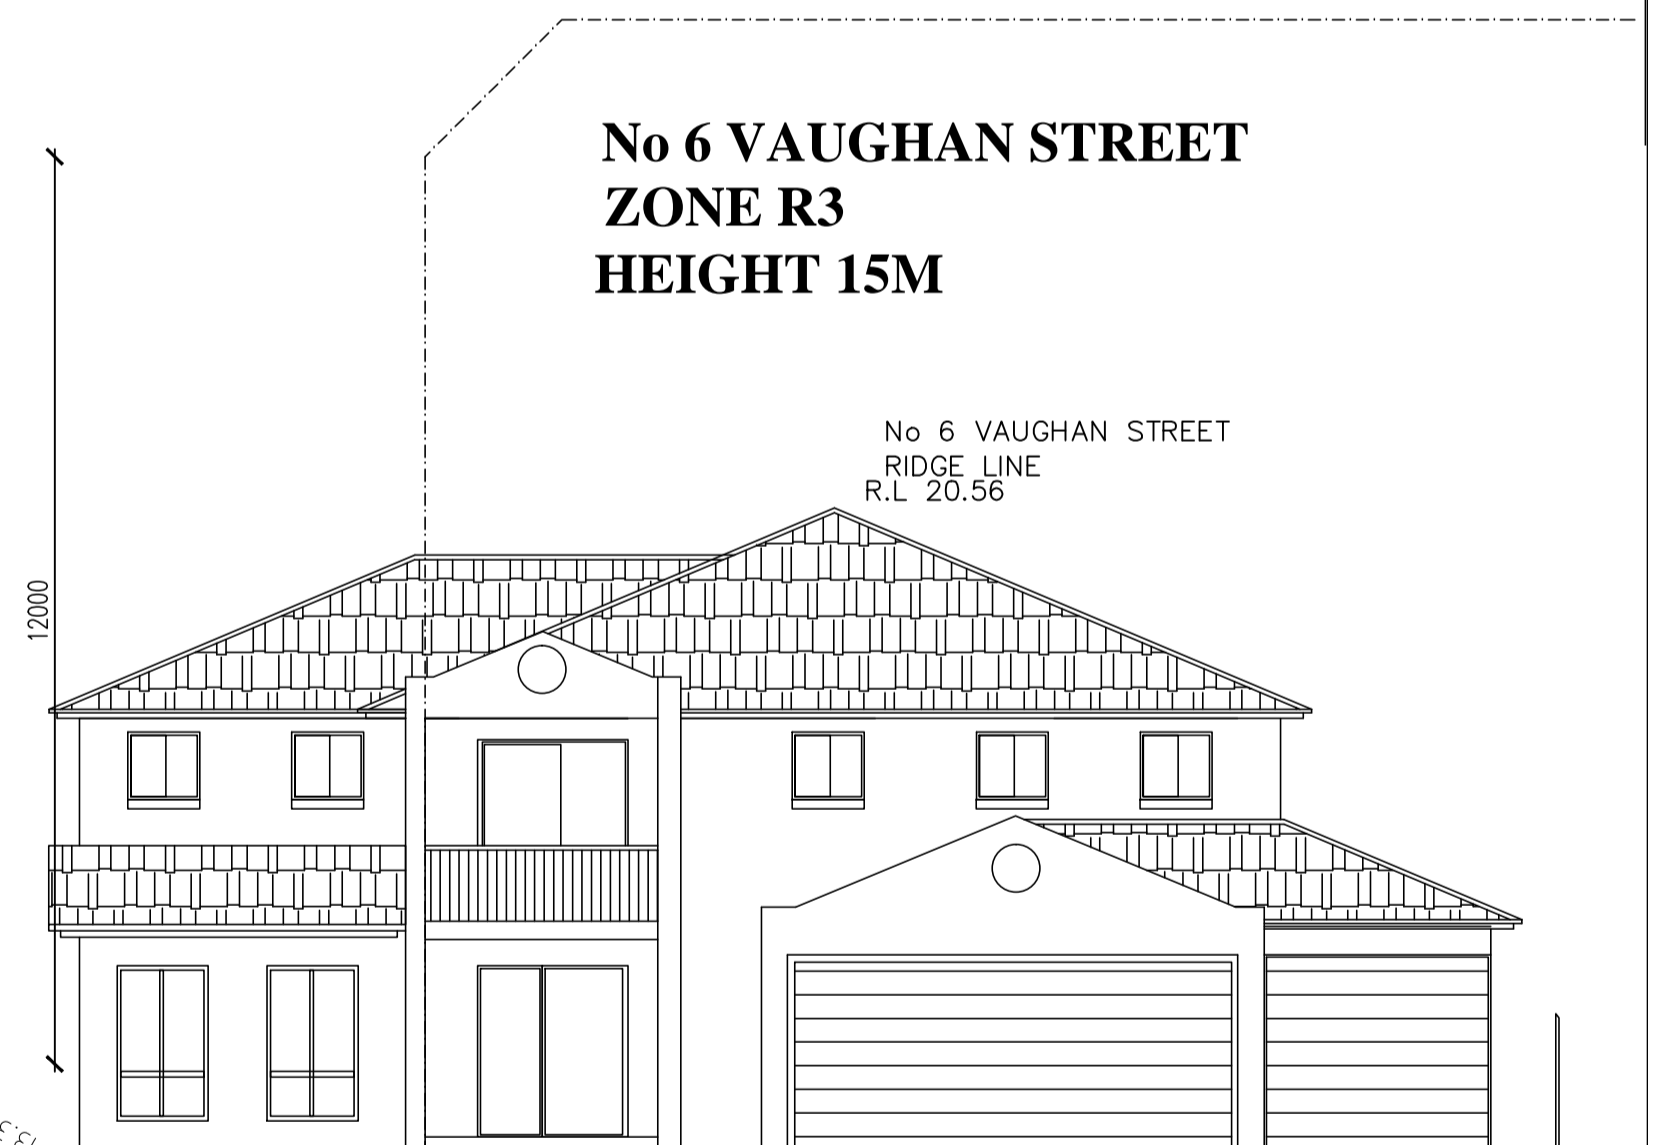 No 6 VAUGHAN STREET
ZONE R3
HEIGHT 15M
No 6 VAUGHAN STREET
RIDGE LINE
R.L 20.56
12000